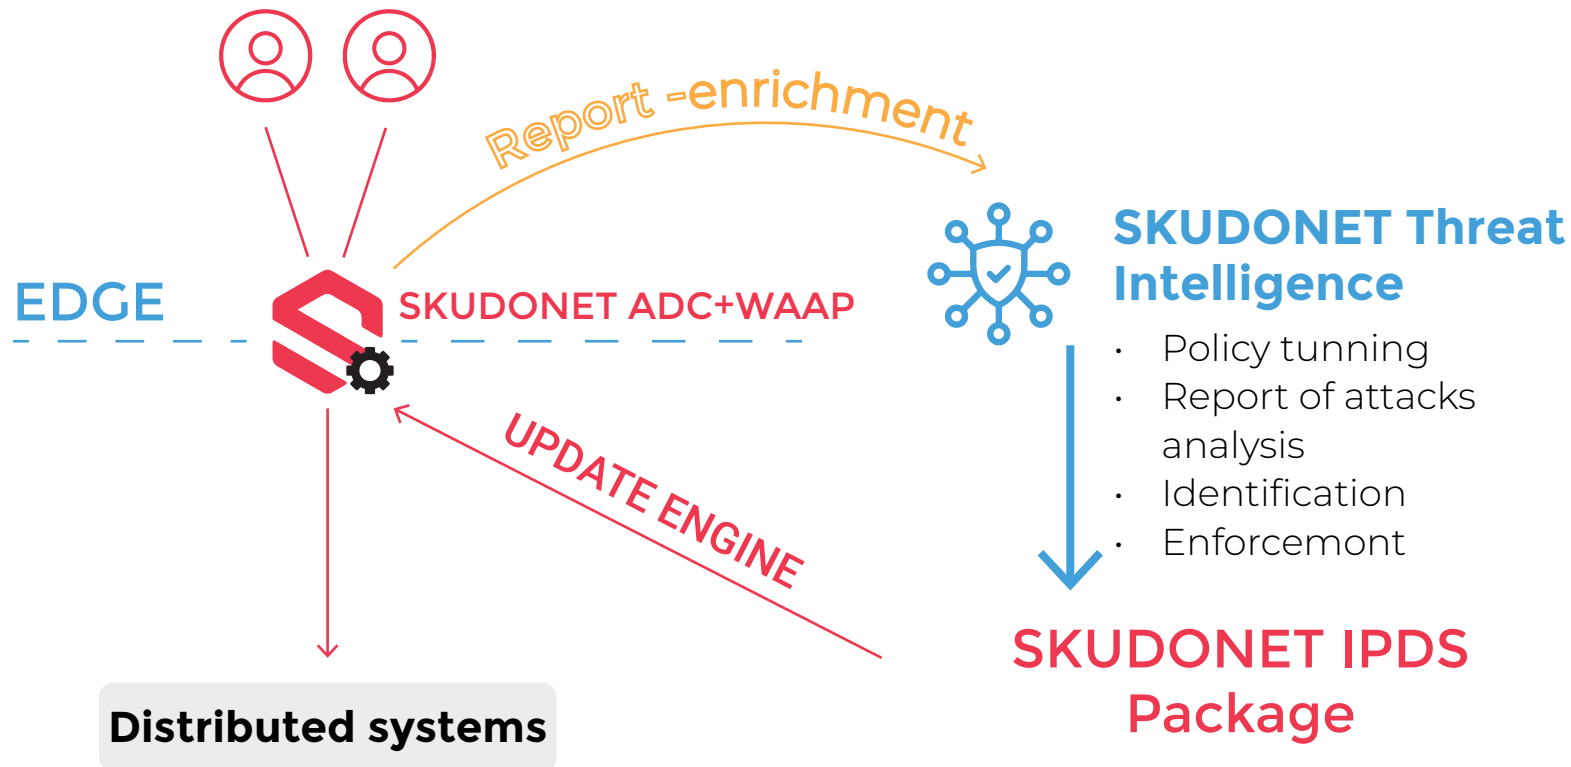 Report -enrichment
SKUDONET Threat
Intelligence
EDGE
SKUDONET ADC+WAAP
• Policy tunning
• Report of attacks
analysis
• Identification
• Enforcemont
UPDATE ENGINE
SKUDONET IPDS
Package
Distributed systems